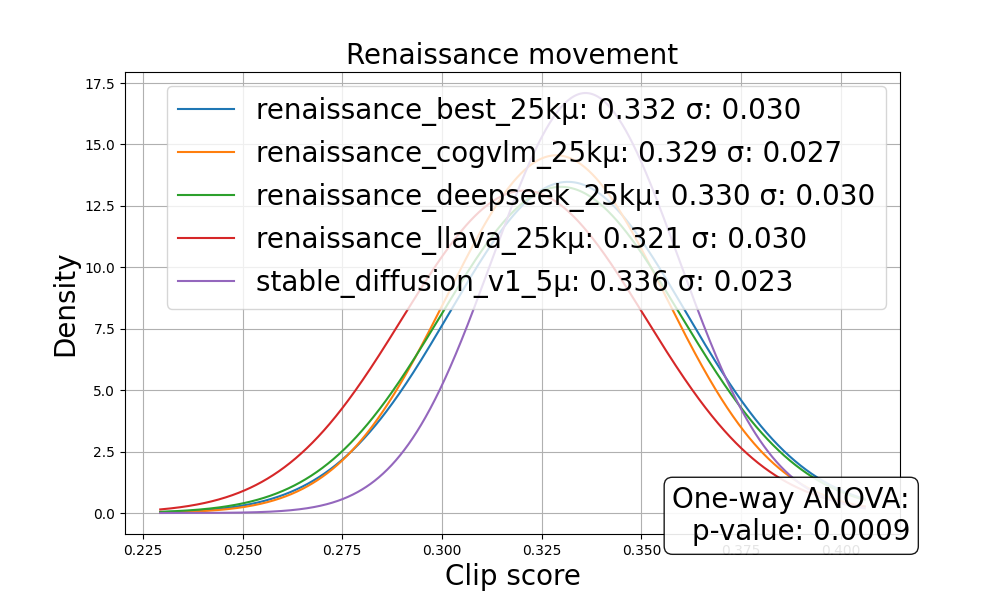 Renaissance movement
17.5
15.0
12.5
10.0
7.5
5.0
2.5
0.0
Density
renaissance_best_25kμ: 0.332 σ: 0.030
renaissance_cogvlm_25kμ: 0.329 σ: 0.027
renaissance_deepseek_25kμ: 0.330 σ: 0.030
renaissance_llava_25kμ: 0.321 σ: 0.030
stable_diffusion_v1_5μ: 0.336 σ: 0.023
One-way ANOVA:
p-value: 0.0009
0.225 0.250 0.275 0.300 0.325 0.350 0.375 0.400
Clip score